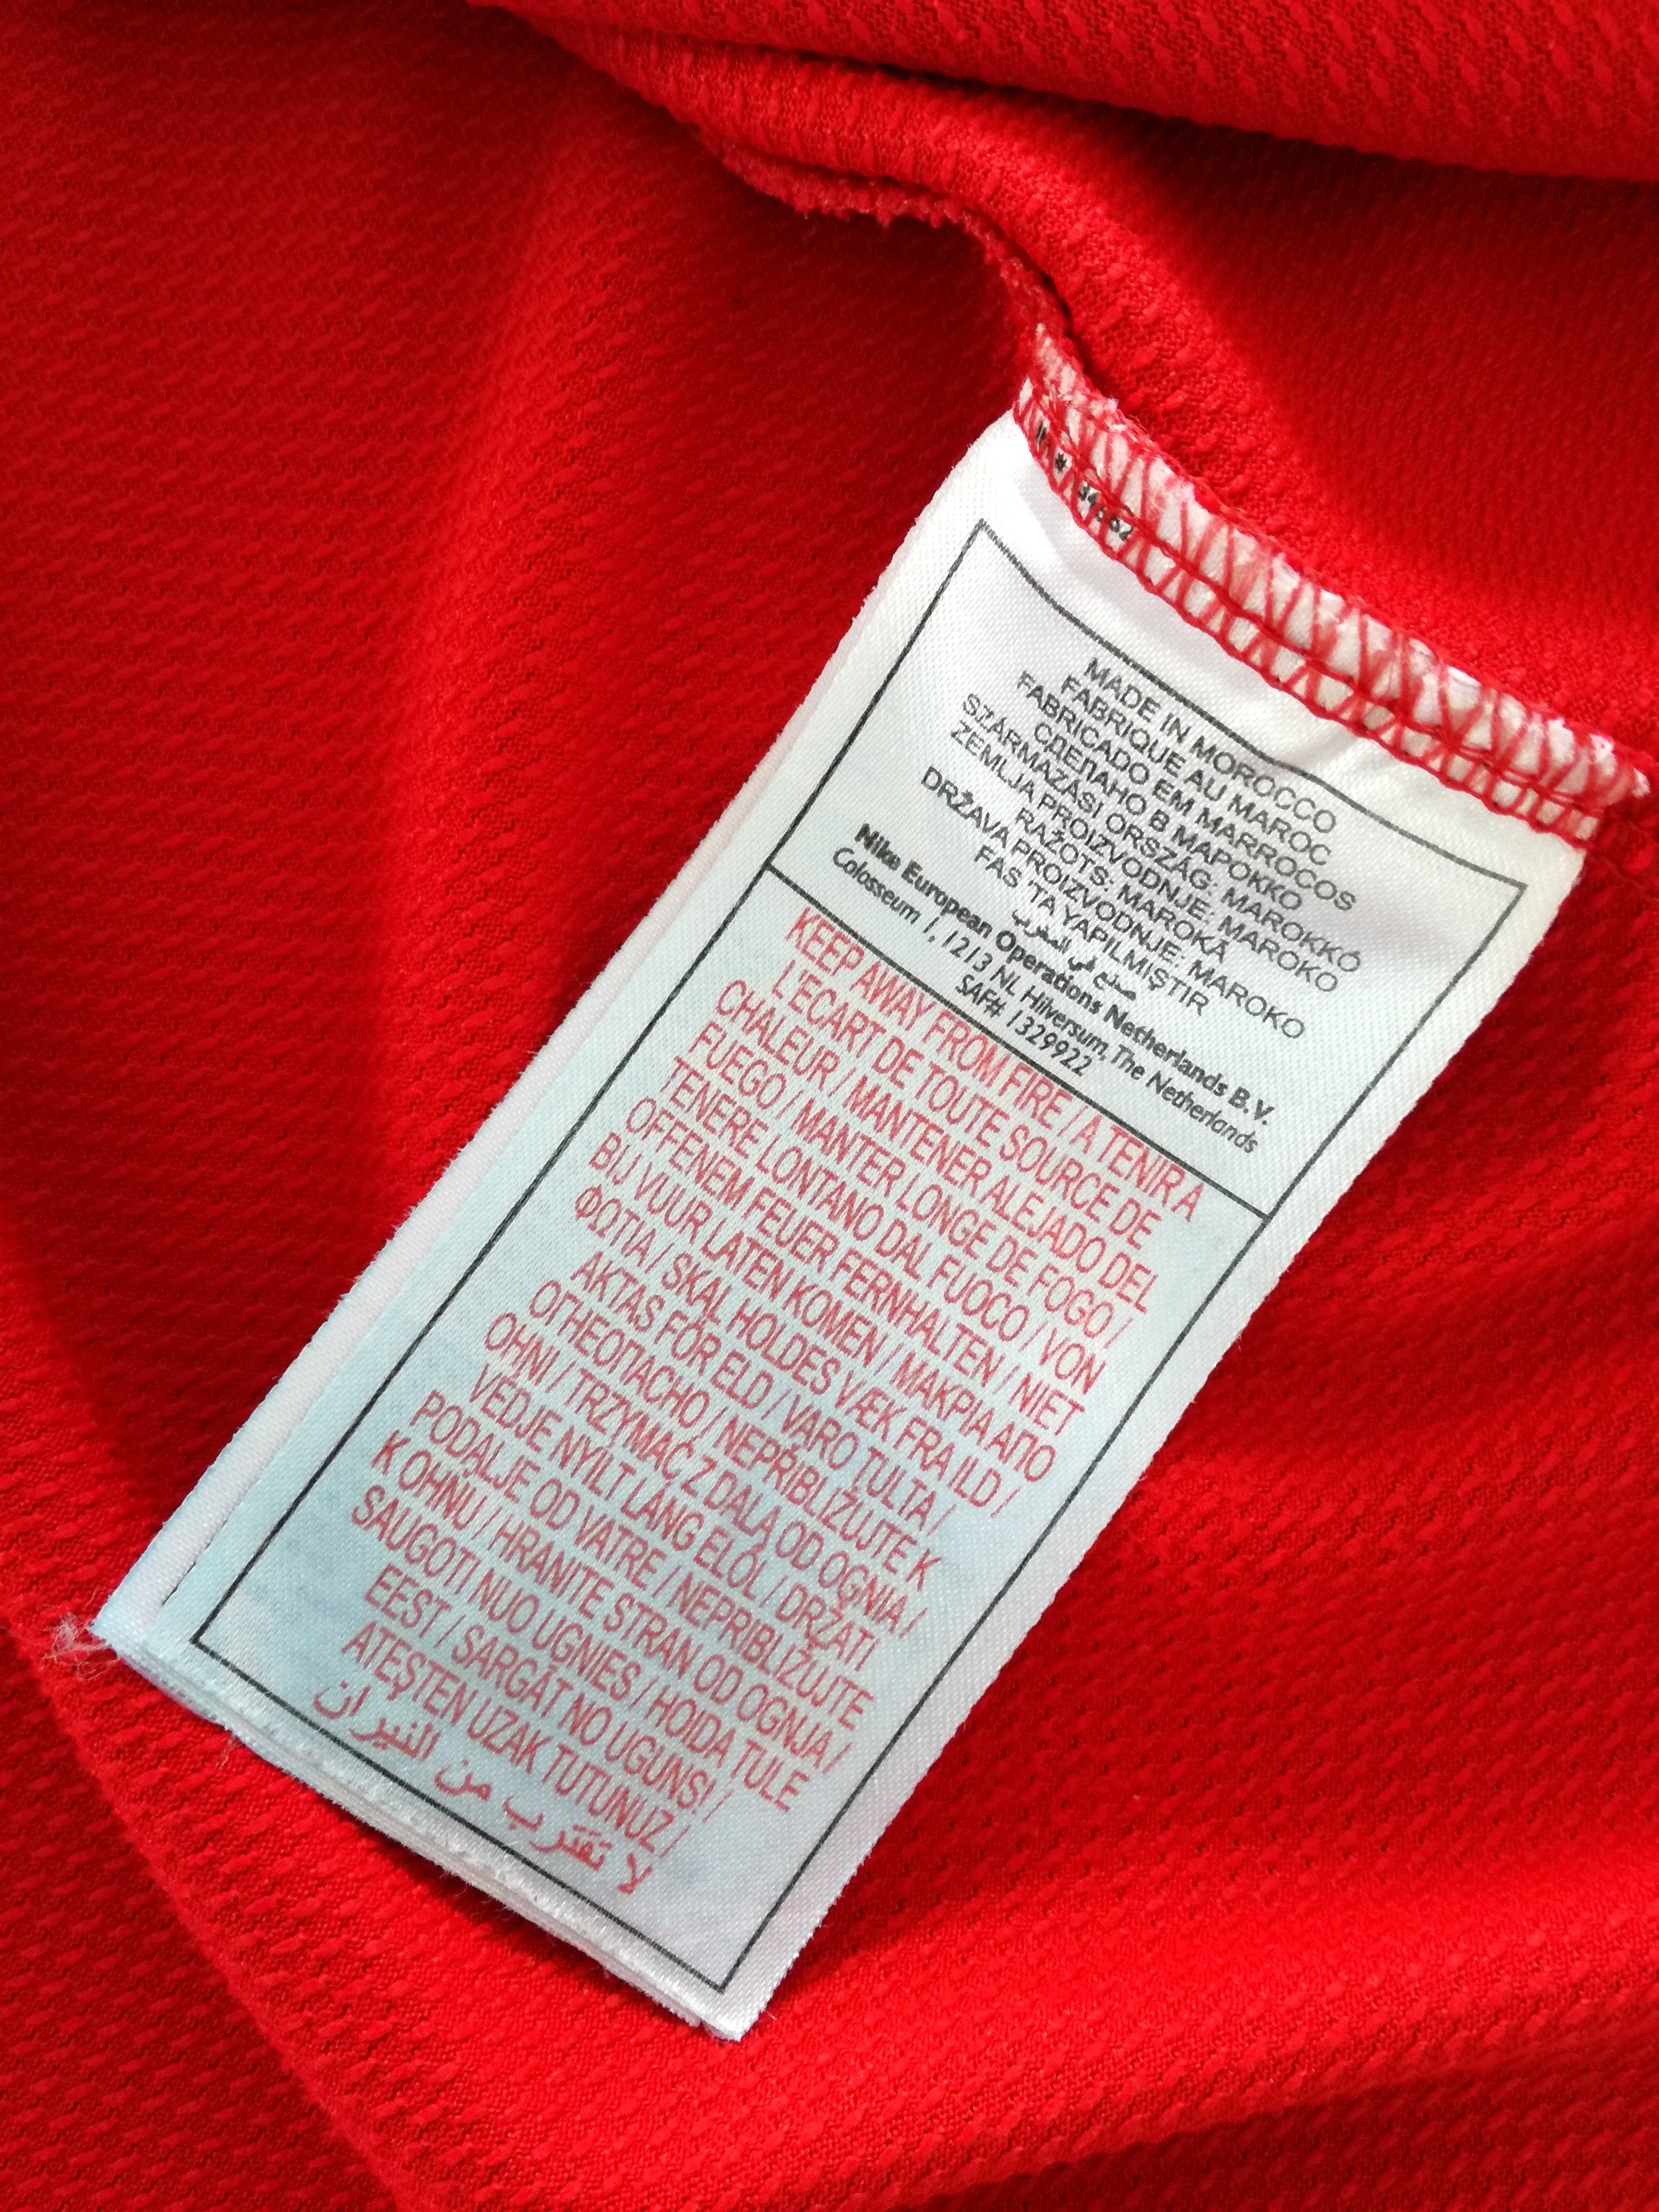 MADE IN MOROCCO
FABRIQUE AU MAROC
FABRICADO EM MARROCOS
СДЕЛАНО В МАРОККО
SZÁRMAZÁSI ORSZÁG: MAROKKÓ
ZEMLJA PROIZVODNJE: MAROKO
RAŽOTS: MAROKĀ
DRŽAVA PROIZVODNJE: MAROKO
FAS 'TA YAPILMIŞTIR
صنع في المغرب
Nike European Operations Netherlands B.V.
Colosseum 1, 1213 NL Hilversum, The Netherlands
SAF# 1329922
KEEP AWAY FROM FIRE / A TENIR A
L'ECART DE TOUTE SOURCE DE
CHALEUR / MANTENER ALEJADO DEL
FUEGO / MANTER LONGE DE FOGO /
TENERE LONTANO DAL FUOCO / VON
OFFENEM FEUER FERNHALTEN / NIET
BIJ VUUR LATEN KOMEN / ΜΑΚΡΙΑ ΑΠΟ
ΦΩΤΙΑ / SKAL HOLDES VÆK FRA ILD /
AKTAS FÖR ELD / VARO TULTA /
ОГНЕОПАСНО / NEPŘIBLIŽUJTE K
OHNI / TRZYMAĆ Z DALĄ OD OGNIA /
VÉDJE NYÍLT LÁNG ELŐL / DRŽATI
PODALJE OD VATRE / NEPRIBLIŽUJTE
K OHŇU / HRANITE STRAN OD OGNJA /
SAUGOTI NUO UGNIES / HOIDA TULE
EEST / SARGĀT NO UGUNS! /
ATEŞTEN UZAK TUTUNUZ /
لا تقترب من النيران